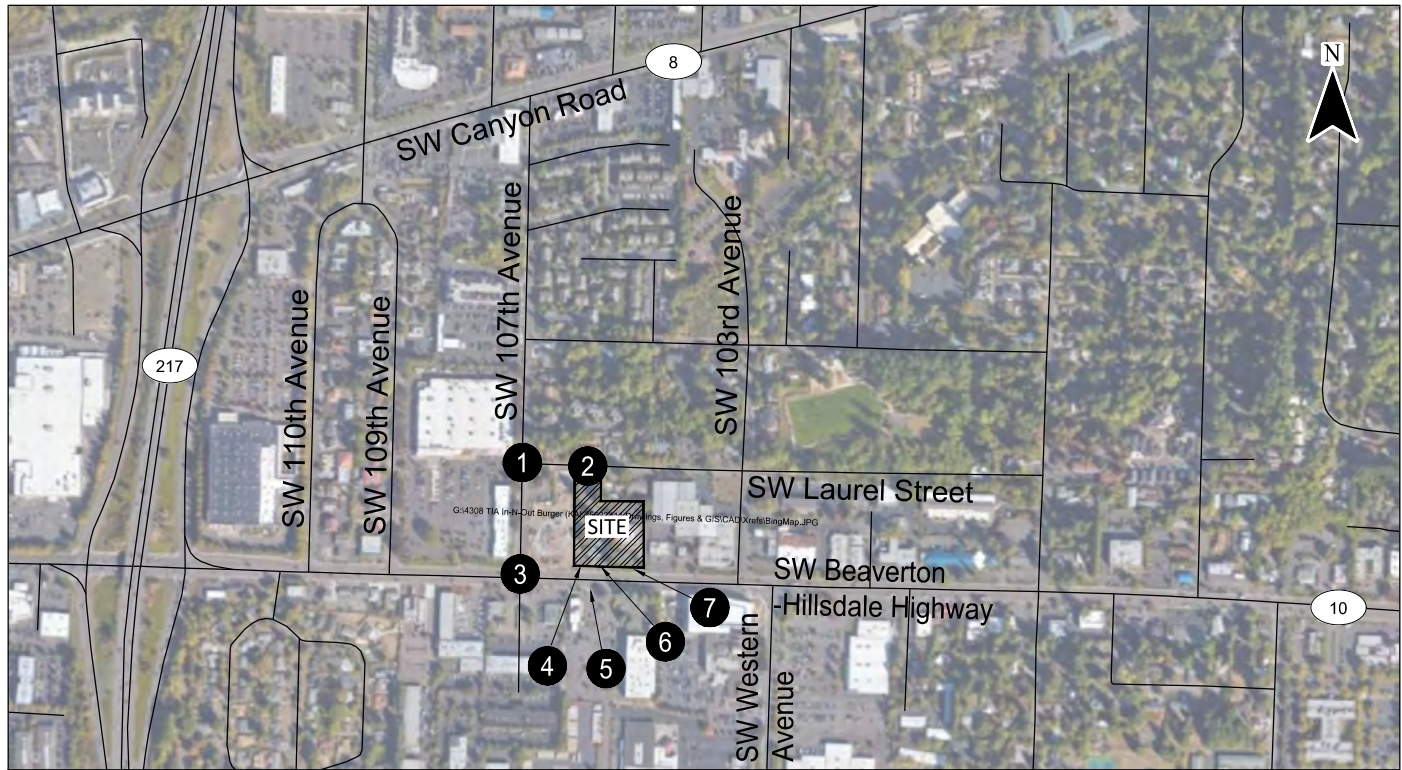 8
N
SW Canyon Road
217
SW 110th Avenue
SW 109th Avenue
SW 107th Avenue
SW 103rd Avenue
1
2
SW Laurel Street
SITE
3
SW Beaverton
-Hillsdale Highway
10
7
6
4
5
SW Western
Avenue